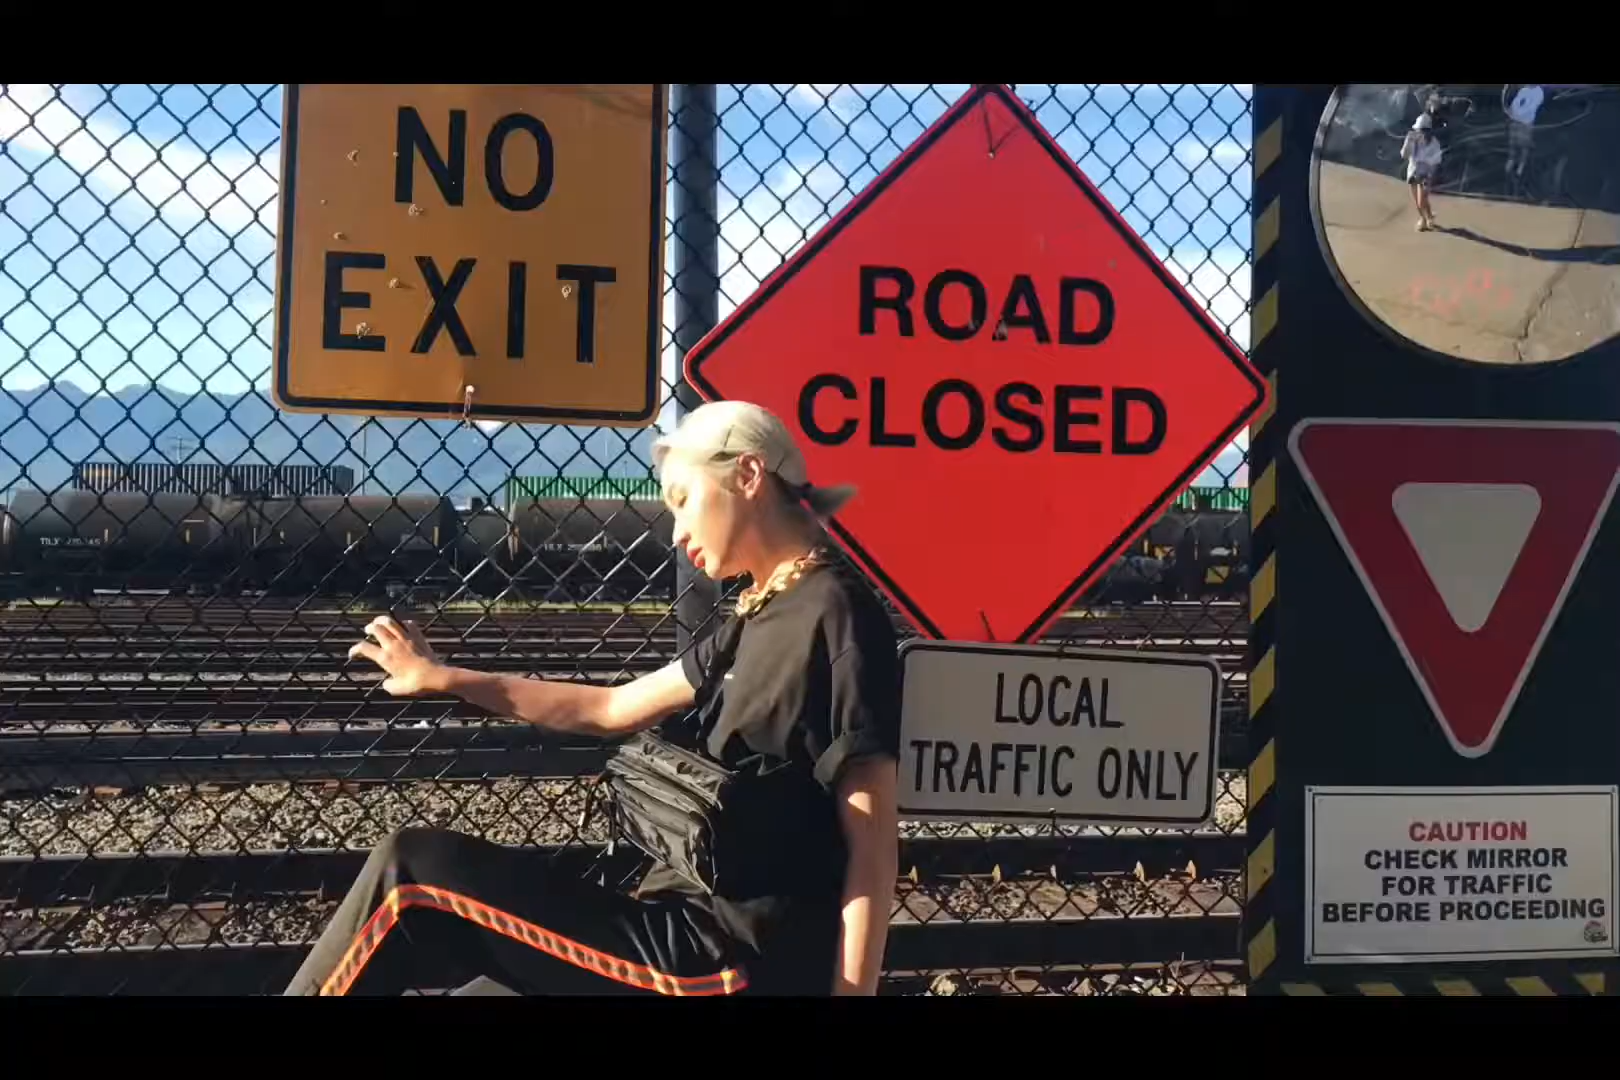 NO
EXIT
ROAD
CLOSED
LOCAL
TRAFFIC ONLY
CAUTION
CHECK MIRROR
FOR TRAFFIC
BEFORE PROCEEDING